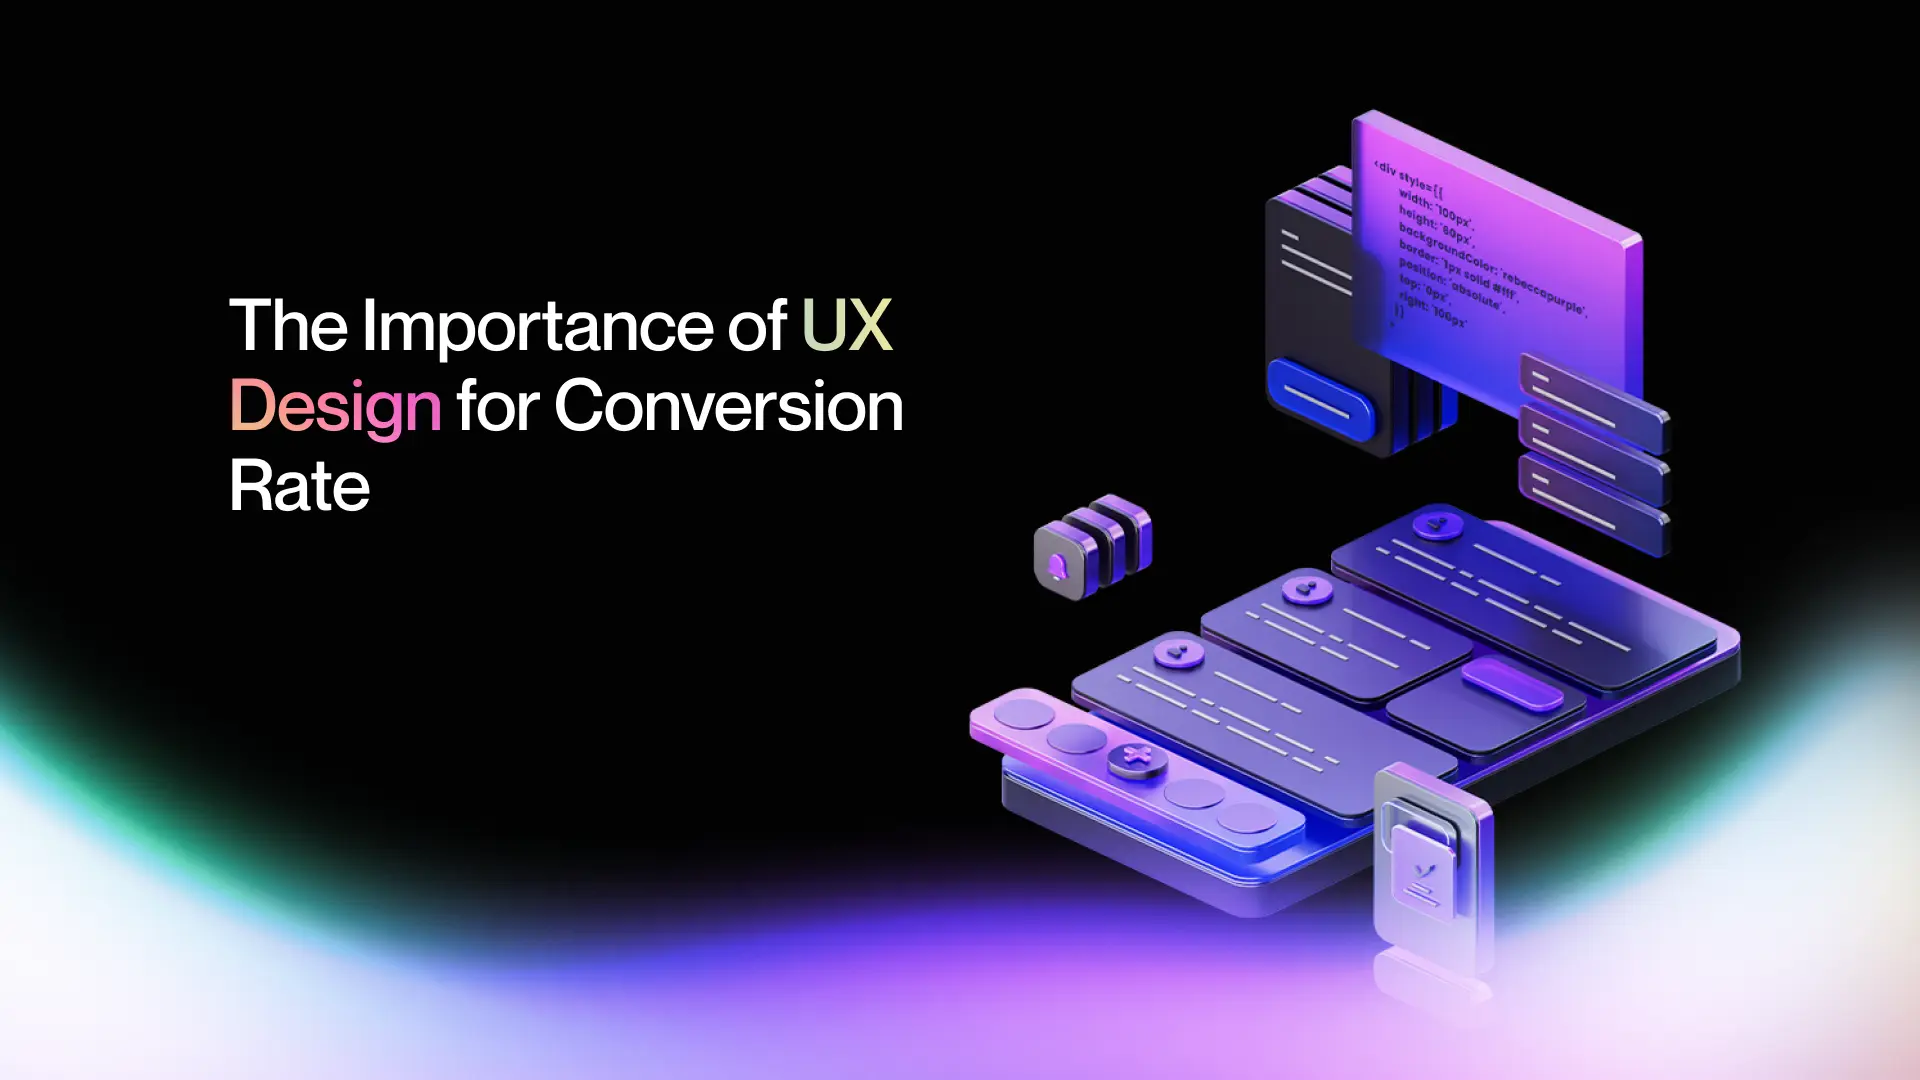 The Importance of UX
Design for Conversion
Rate
<div style={{
width: '100px',
height: '60px',
backgroundColor: 'rebeccapurple',
border: '1px solid #fff',
position: 'absolute',
top: '0px',
right: '100px'
}}
>